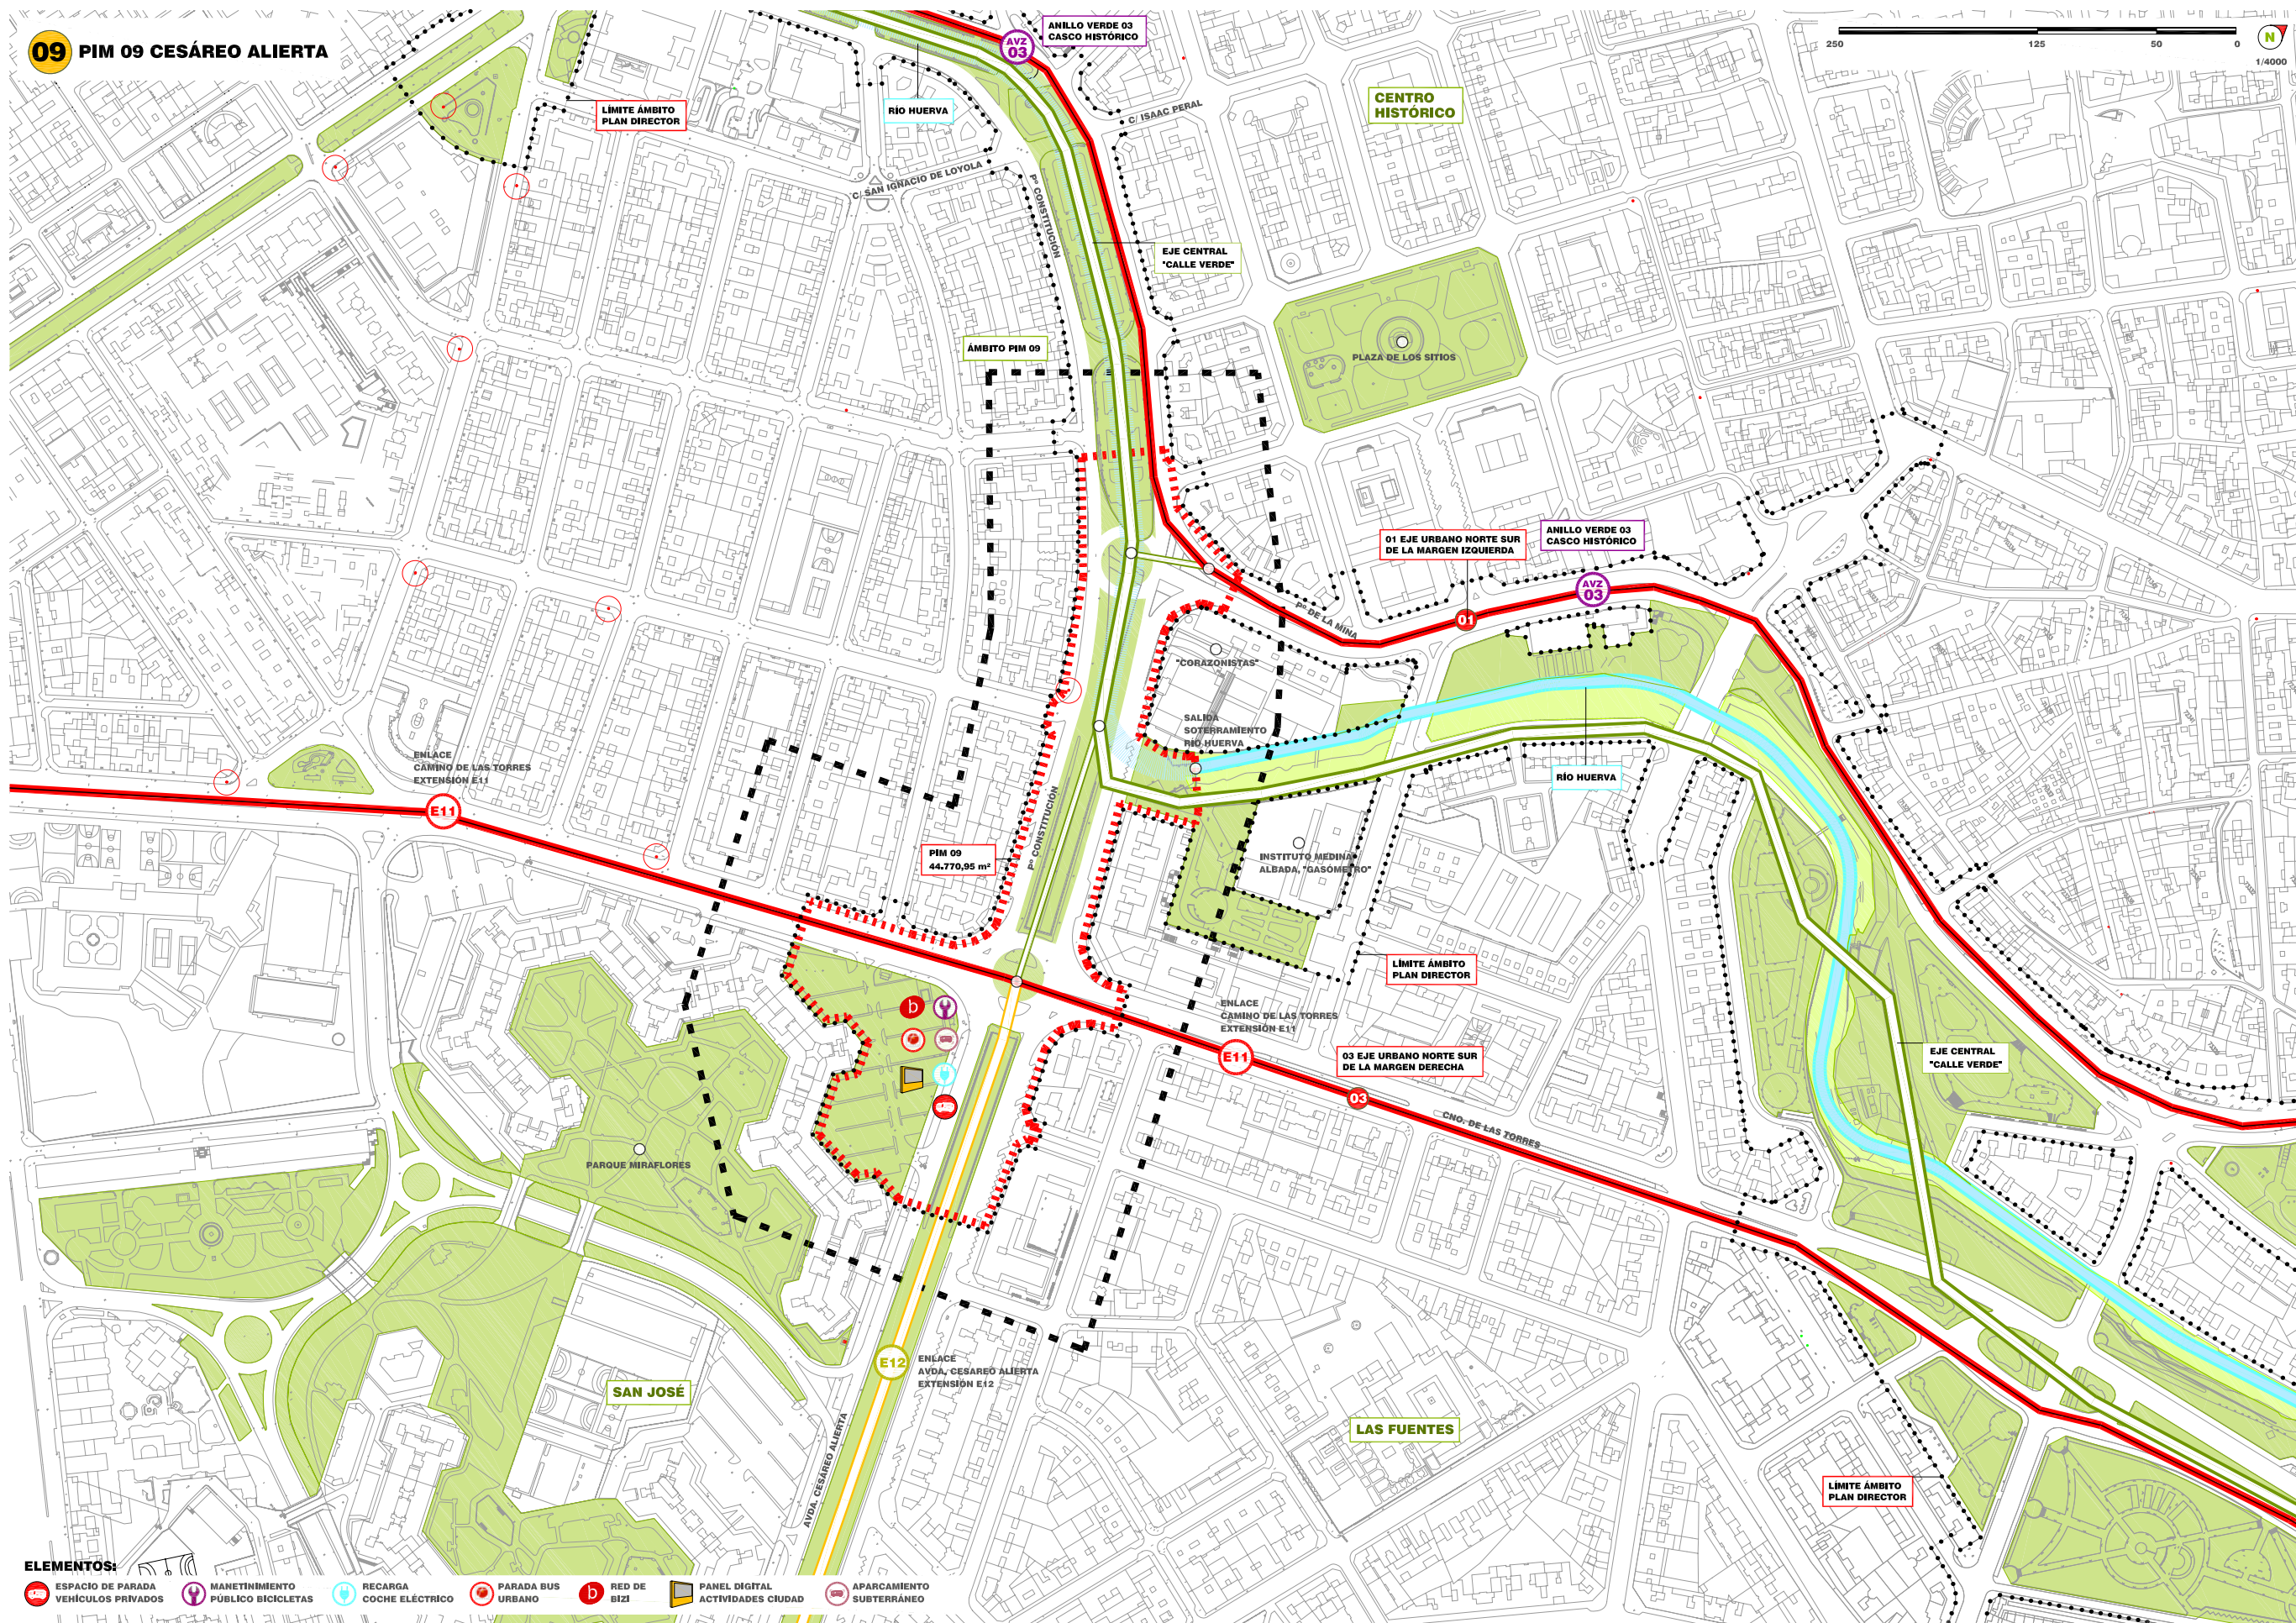 09 PIM 09 CESÁREO ALIERTA
AVZ
03
ANILLO VERDE 03
CASCO HISTÓRICO
250
125
50
0
N
1/4000
LÍMITE ÁMBITO
PLAN DIRECTOR
RÍO HUERVA
CENTRO
HISTÓRICO
C/ ISAAC PERAL
C/ SAN IGNACIO DE LOYOLA
Pº CONSTITUCIÓN
EJE CENTRAL
"CALLE VERDE"
ÁMBITO PIM 09
PLAZA DE LOS SITIOS
01 EJE URBANO NORTE SUR
DE LA MARGEN IZQUIERDA
ANILLO VERDE 03
CASCO HISTÓRICO
AVZ
03
01
Pº DE LA MINA
"CORAZONISTAS"
SALIDA
SOTERRAMIENTO
RÍO HUERVA
RÍO HUERVA
ENLACE
CAMINO DE LAS TORRES
EXTENSIÓN E11
E11
PIM 09
44.770,95 m²
Pº CONSTITUCIÓN
INSTITUTO MEDINA
ALBADA, "GASÓMETRO"
LÍMITE ÁMBITO
PLAN DIRECTOR
b
ENLACE
CAMINO DE LAS TORRES
EXTENSIÓN E11
E11
03 EJE URBANO NORTE SUR
DE LA MARGEN DERECHA
03
EJE CENTRAL
"CALLE VERDE"
CNO. DE LAS TORRES
PARQUE MIRAFLORES
E12
ENLACE
AVDA. CESAREO ALIERTA
EXTENSIÓN E12
SAN JOSÉ
AVDA. CESÁREO ALIERTA
LAS FUENTES
LÍMITE ÁMBITO
PLAN DIRECTOR
ELEMENTOS:
ESPACIO DE PARADA
VEHÍCULOS PRIVADOS
MANETINIMIENTO
PÚBLICO BICICLETAS
RECARGA
COCHE ELÉCTRICO
PARADA BUS
URBANO
b
RED DE
BIZI
PANEL DIGITAL
ACTIVIDADES CIUDAD
APARCAMIENTO
SUBTERRÁNEO